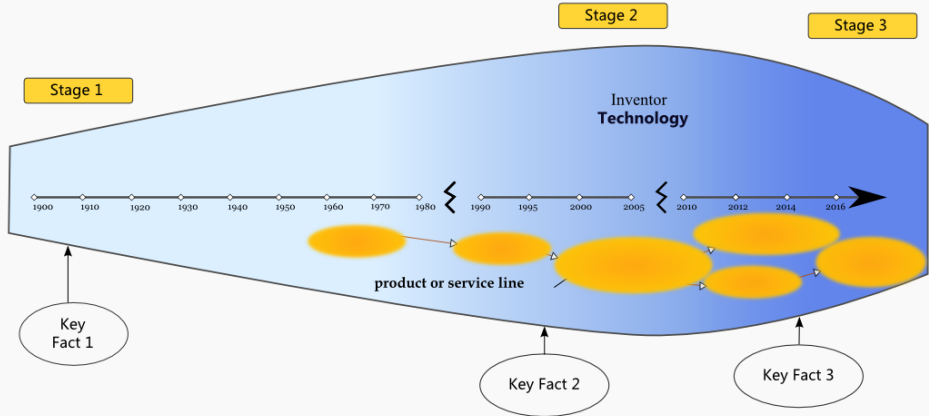 Stage 2
Stage 3
Stage 1
Inventor
Technology
1900 1910 1920 1930 1940 1950 1960 1970 1980 1990 1995 2000 2005 2010 2012 2014 2016
product or service line
Key
Fact 1
Key Fact 2
Key Fact 3